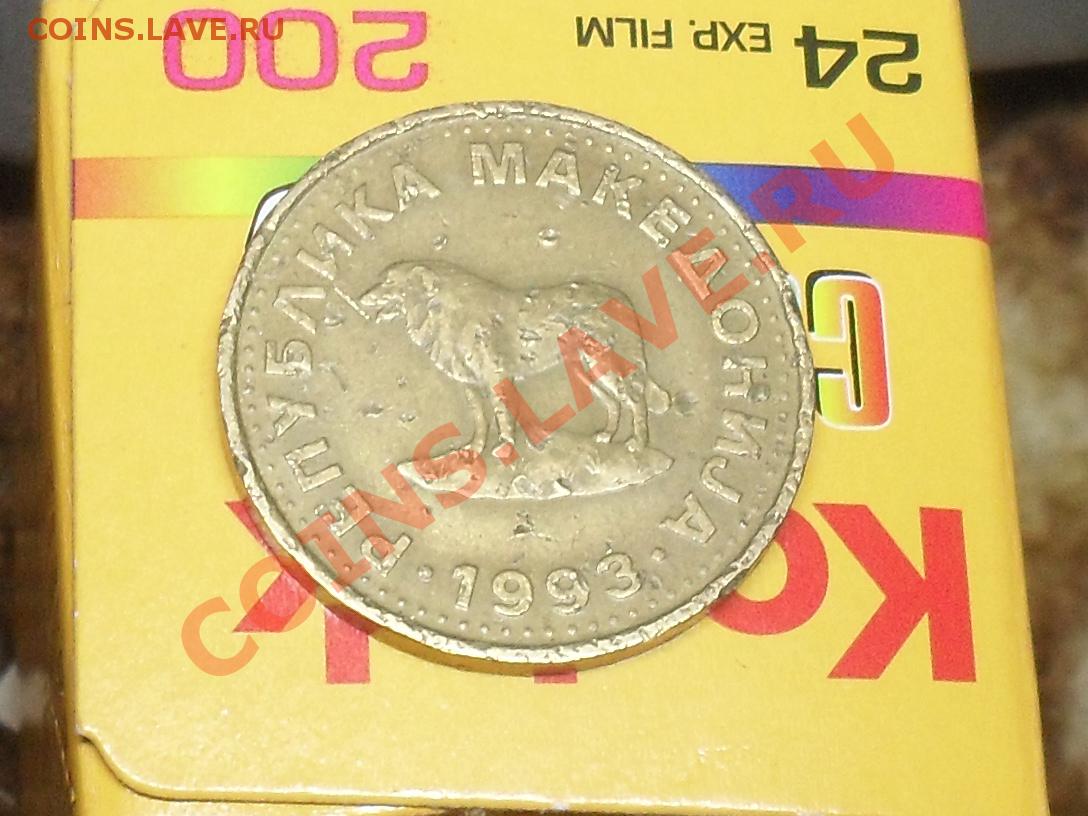 COINS.LAVE.RU
200
24 EXP. FILM
РЕПУБЛИКА МАКЕДОНИЈА
· 1993 ·
COINS.LAVE.RU